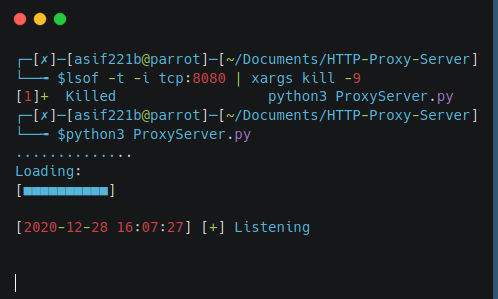 ┌─[✗]─[asif221b@parrot]─[~/Documents/HTTP-Proxy-Server]
└──╼ $lsof -t -i tcp:8080 | xargs kill -9
[1]+  Killed                  python3 ProxyServer.py
┌─[✗]─[asif221b@parrot]─[~/Documents/HTTP-Proxy-Server]
└──╼ $python3 ProxyServer.py
..............
Loading:
[■■■■■■■■■■]
[2020-12-28 16:07:27] [+] Listening